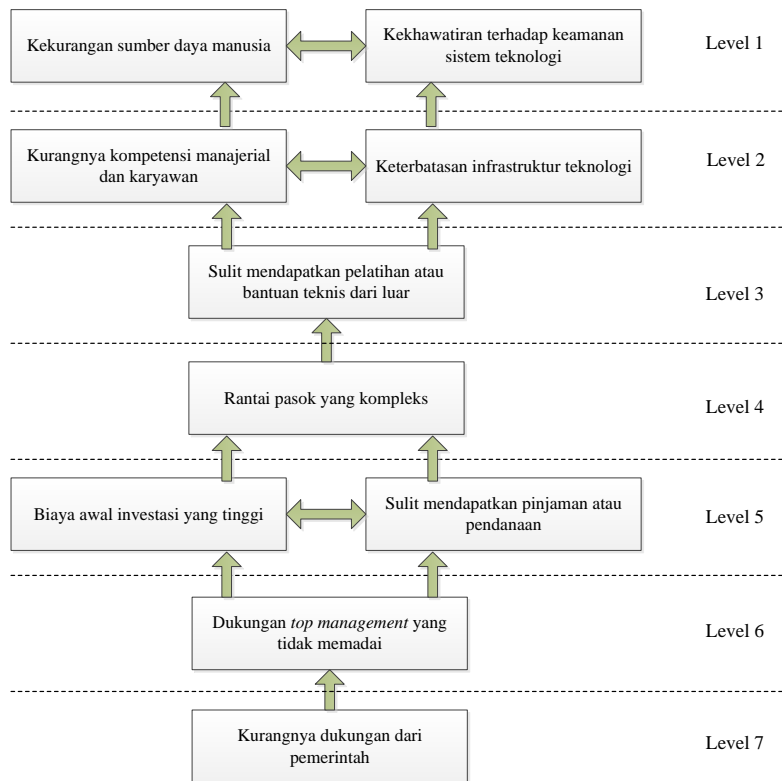 Kekurangan sumber daya manusia
Kekhawatiran terhadap keamanan
sistem teknologi
Level 1
Kurangnya kompetensi manajerial
dan karyawan
Keterbatasan infrastruktur teknologi
Level 2
Sulit mendapatkan pelatihan atau
bantuan teknis dari luar
Level 3
Rantai pasok yang kompleks
Level 4
Biaya awal investasi yang tinggi
Sulit mendapatkan pinjaman atau
pendanaan
Level 5
Dukungan top management yang
tidak memadai
Level 6
Kurangnya dukungan dari
pemerintah
Level 7